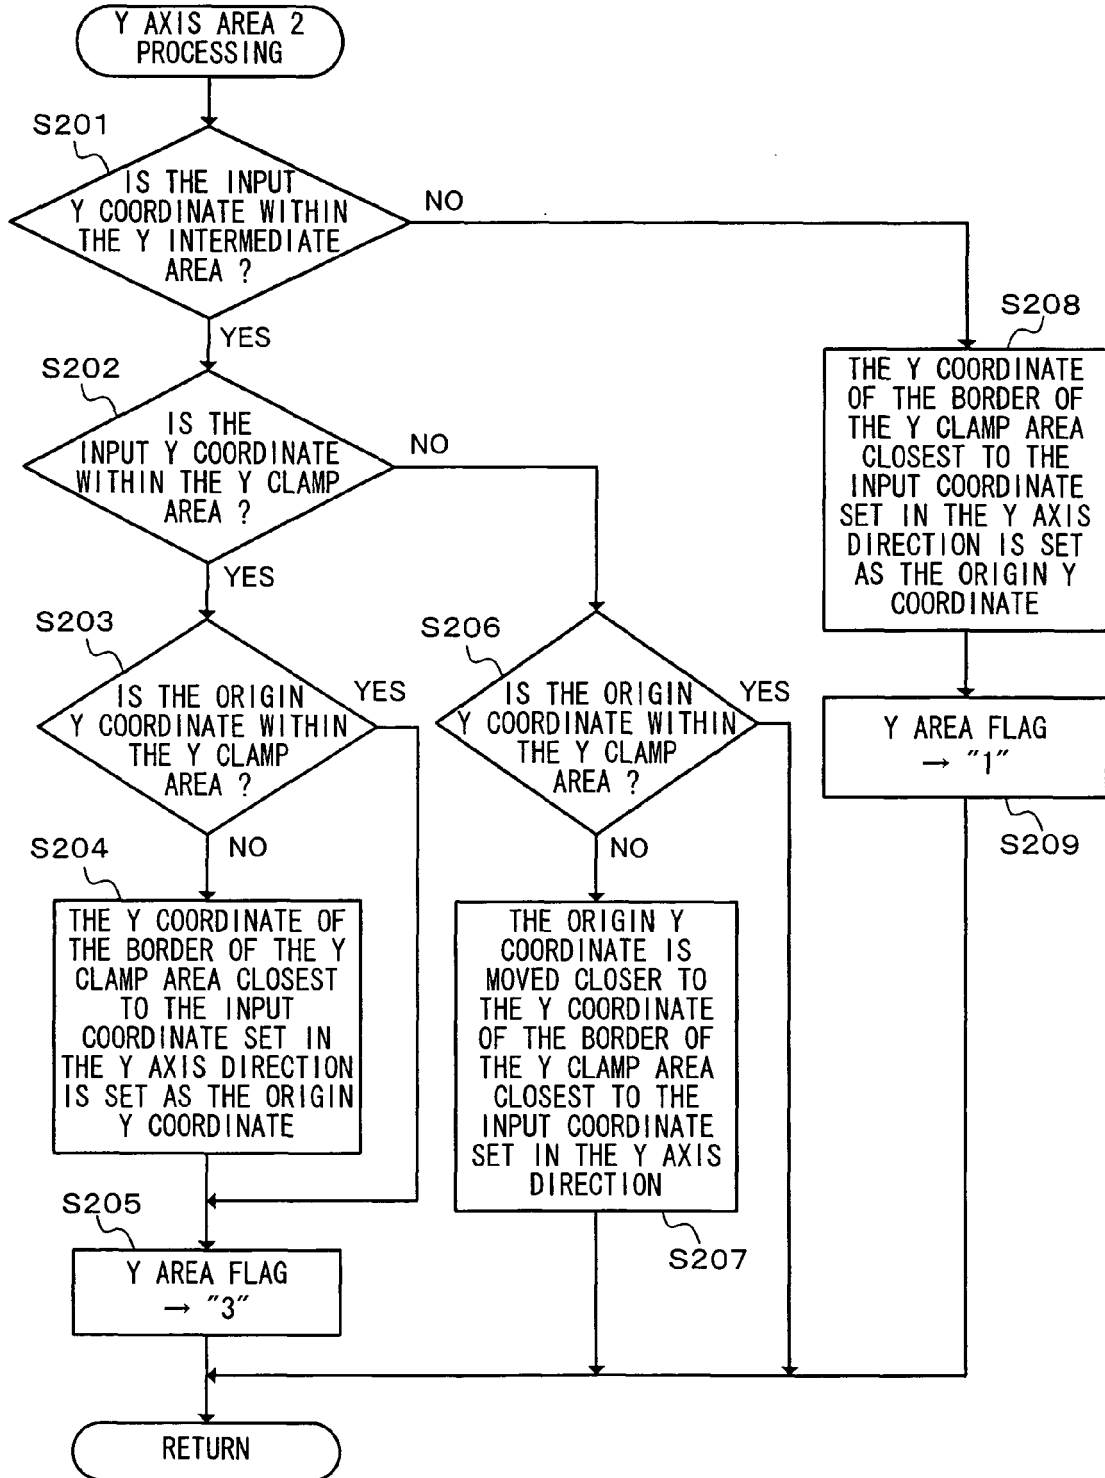 Y AXIS AREA 2
PROCESSING
S201
IS THE INPUT
Y COORDINATE WITHIN
THE Y INTERMEDIATE
AREA ?
NO
YES
S202
IS THE
INPUT Y COORDINATE
WITHIN THE Y CLAMP
AREA ?
NO
YES
S203
IS THE ORIGIN
Y COORDINATE WITHIN
THE Y CLAMP
AREA ?
YES
NO
S204
THE Y COORDINATE OF
THE BORDER OF THE Y
CLAMP AREA CLOSEST
TO THE INPUT
COORDINATE SET IN
THE Y AXIS DIRECTION
IS SET AS THE ORIGIN
Y COORDINATE
S205
Y AREA FLAG
→ "3"
S206
IS THE ORIGIN
Y COORDINATE WITHIN
THE Y CLAMP
AREA ?
YES
NO
THE ORIGIN Y
COORDINATE IS
MOVED CLOSER TO
THE Y COORDINATE
OF THE BORDER OF
THE Y CLAMP AREA
CLOSEST TO THE
INPUT COORDINATE
SET IN THE Y AXIS
DIRECTION
S207
S208
THE Y COORDINATE
OF THE BORDER OF
THE Y CLAMP AREA
CLOSEST TO THE
INPUT COORDINATE
SET IN THE Y AXIS
DIRECTION IS SET
AS THE ORIGIN Y
COORDINATE
Y AREA FLAG
→ "1"
S209
RETURN